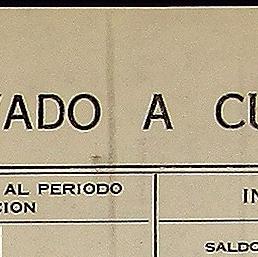 VADO A CU
AL PERIODO IN
CION
SALDO